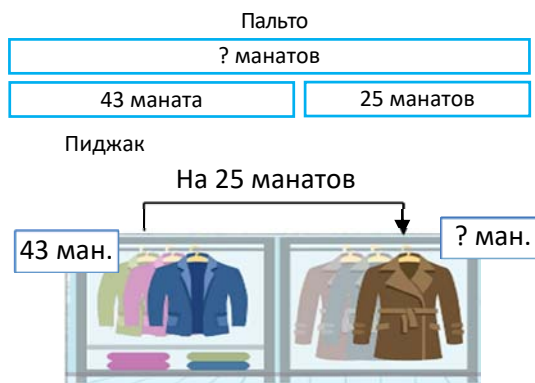 Пальто
? манатов
43 маната 25 манатов
Пиджак
На 25 манатов
43 ман. ? ман.